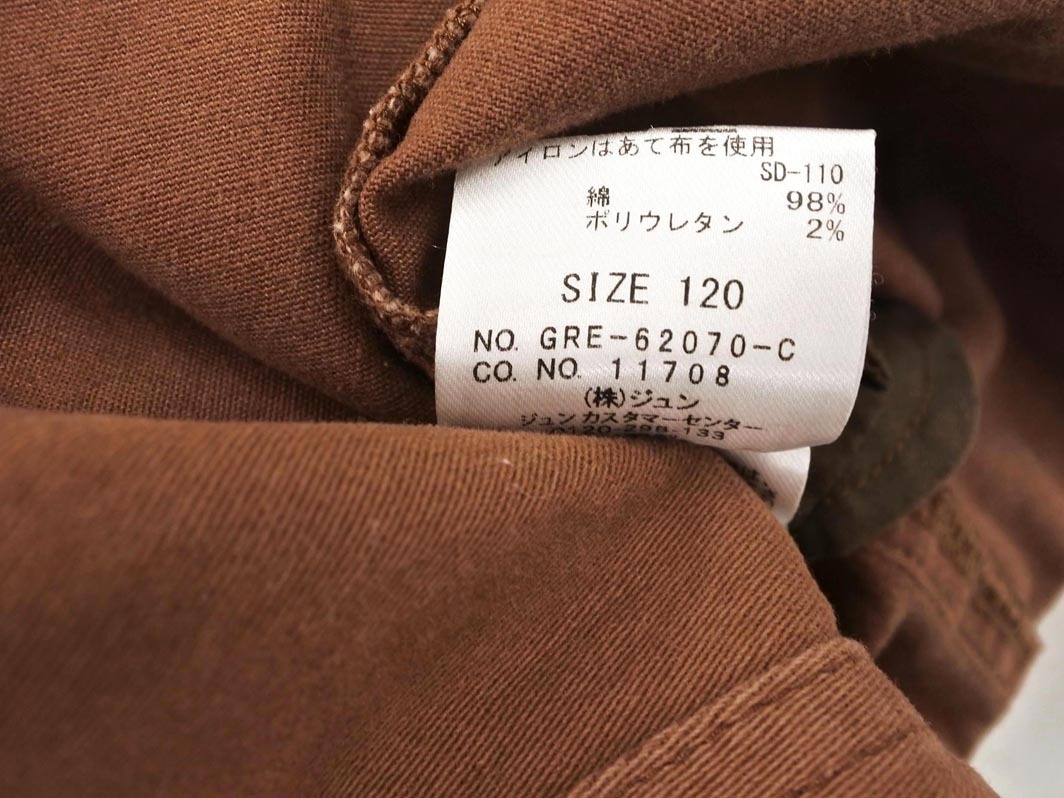 アイロンはあて布を使用
SD-110
綿 98%
ポリウレタン 2%
SIZE 120
NO. GRE-62070-C
CO. NO. 11708
(株)ジュン
ジュンカスタマーセンター